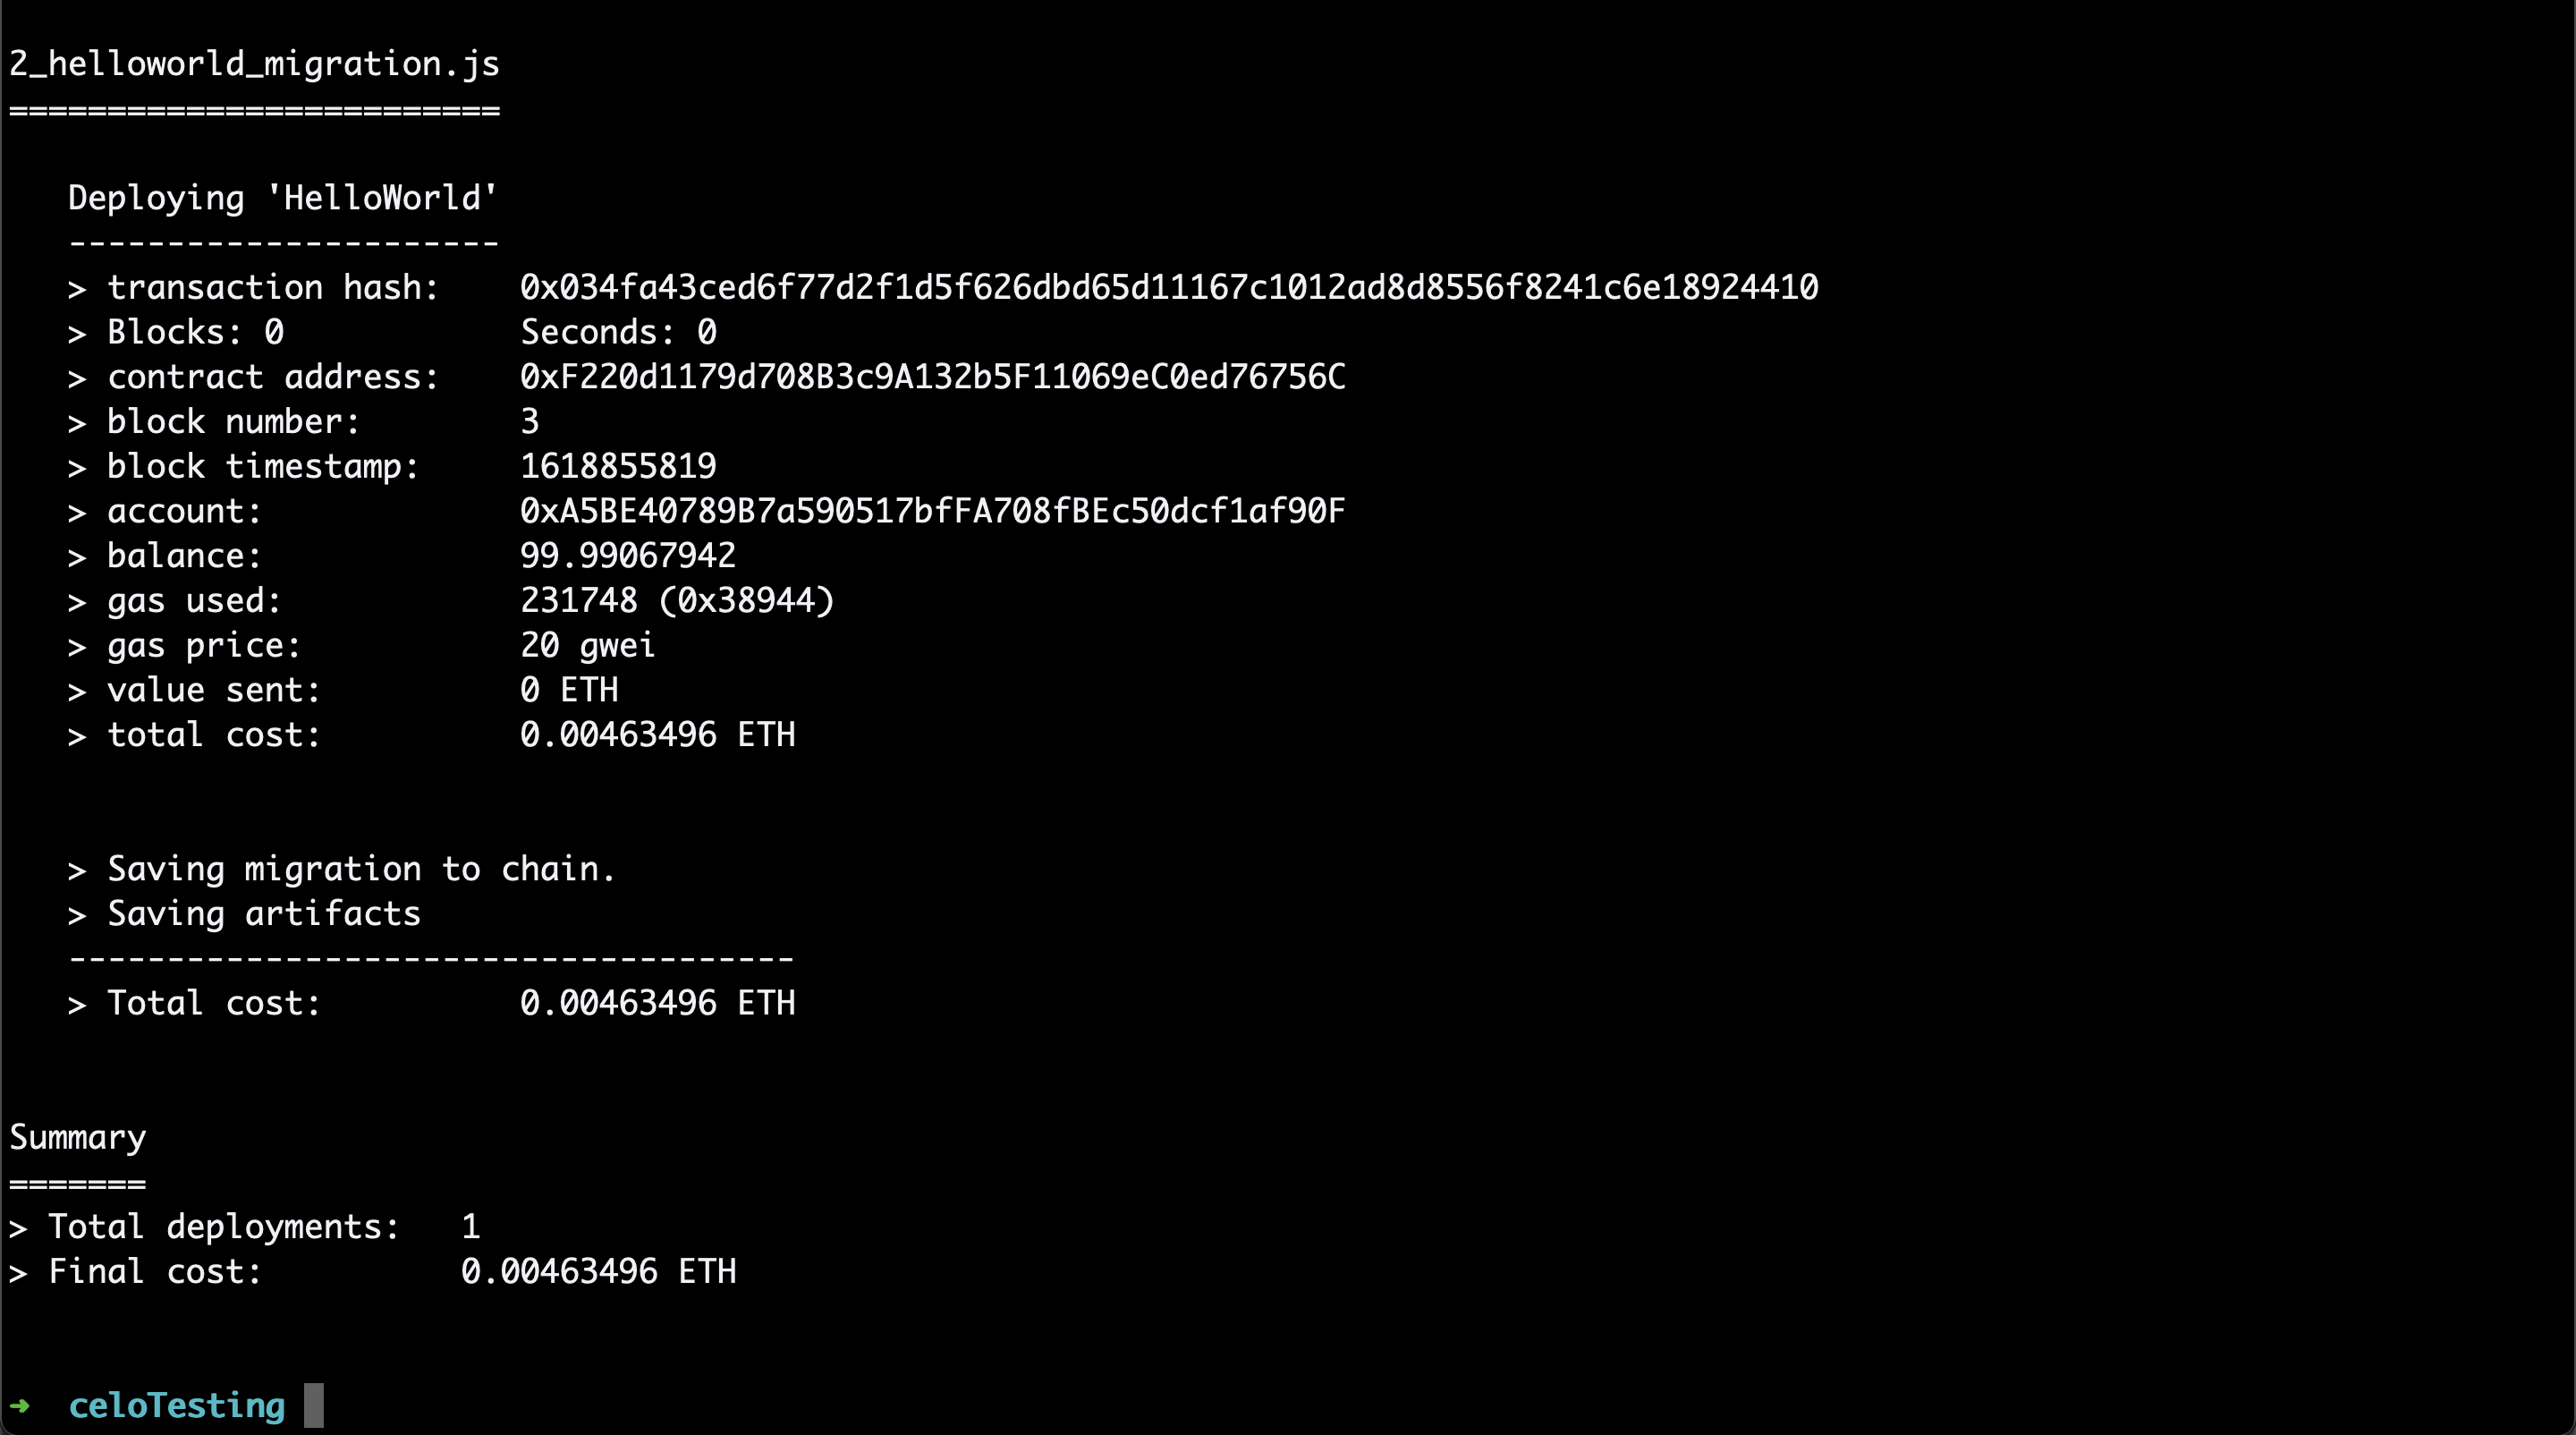 2_helloworld_migration.js
=========================
Deploying 'HelloWorld'
----------------------
> transaction hash:    0x034fa43ced6f77d2f1d5f626dbd65d11167c1012ad8d8556f8241c6e18924410
> Blocks: 0            Seconds: 0
> contract address:    0xF220d1179d708B3c9A132b5F11069eC0ed76756C
> block number:        3
> block timestamp:     1618855819
> account:             0xA5BE40789B7a590517bfFA708fBEc50dcf1af90F
> balance:             99.99067942
> gas used:            231748 (0x38944)
> gas price:           20 gwei
> value sent:          0 ETH
> total cost:          0.00463496 ETH
> Saving migration to chain.
> Saving artifacts
-------------------------------------
> Total cost:          0.00463496 ETH
Summary
=======
> Total deployments:   1
> Final cost:          0.00463496 ETH
➜  celoTesting